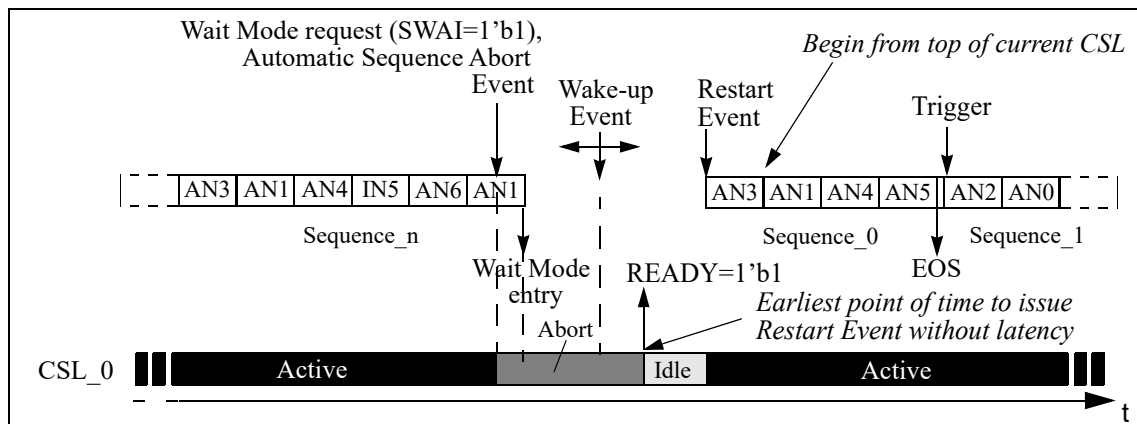 Wait Mode request (SWAI=1’b1),
Automatic Sequence Abort
Event
Wake-up
Event
Restart
Event
Begin from top of current CSL
Trigger
AN3 AN1 AN4 IN5 AN6 AN1
AN3 AN1 AN4 AN5 AN2 AN0
Sequence_n
Sequence_0
Sequence_1
Wait Mode
entry
READY=1’b1
EOS
Earliest point of time to issue
Restart Event without latency
Abort
CSL_0
Active
Idle
Active
t